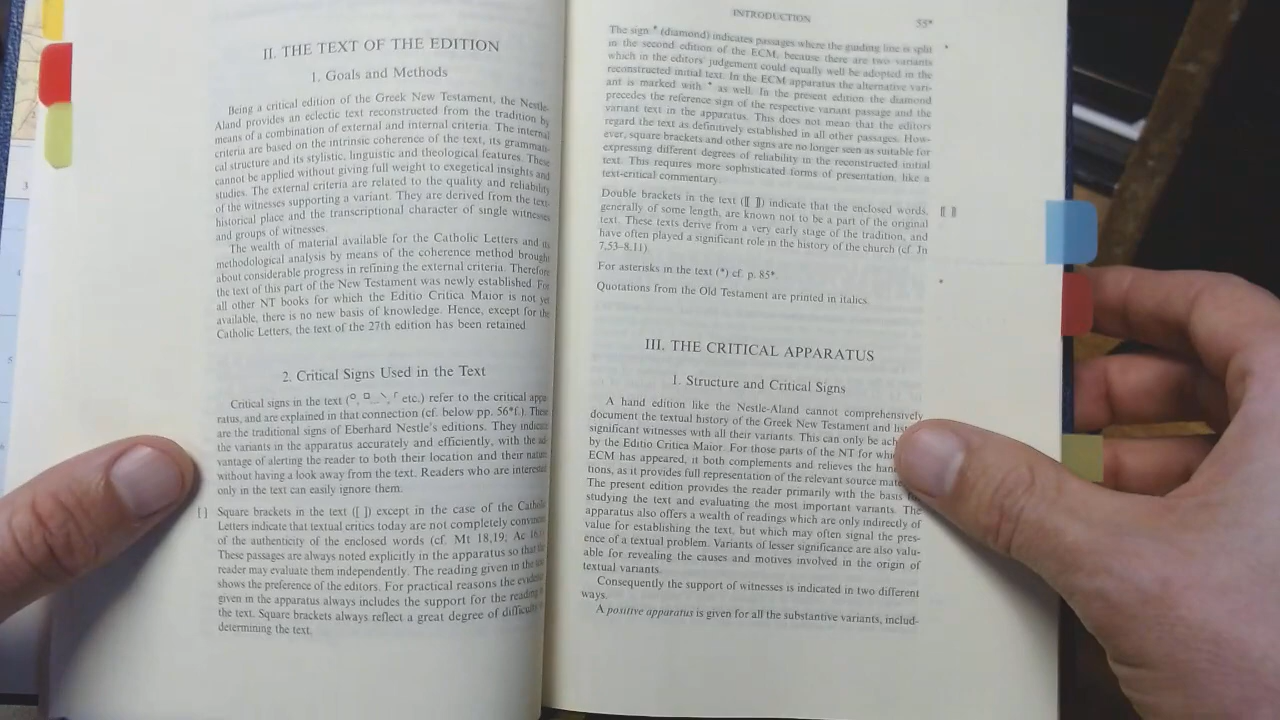 II. THE TEXT OF THE EDITION
1. Goals and Methods
Being a critical edition of the Greek New Testament, the Nestle-
Aland provides an eclectic text reconstructed from the tradition by
means of a combination of external and internal criteria. The internal
criteria are based on the intrinsic coherence of the text, its grammati-
cal structure and its stylistic, linguistic and theological features. These
cannot be applied without giving full weight to exegetical insights and
studies. The external criteria are related to the quality and reliability
of the witnesses supporting a variant. They are derived from the text-
historical place and the transcriptional character of single witnesses
and groups of witnesses.
The wealth of material available for the Catholic Letters and its
methodological analysis by means of the coherence method brought
about considerable progress in refining the external criteria. Therefore
the text of this part of the New Testament was newly established. For
all other NT books for which the Editio Critica Maior is not yet
available, there is no new basis of knowledge. Hence, except for the
Catholic Letters, the text of the 27th edition has been retained
2. Critical Signs Used in the Text
Critical signs in the text (etc.) refer to the critical appa-
ratus, and are explained in that connection (cf. below pp. 56*f.). These
are the traditional signs of Eberhard Nestle's editions. They indicate
the variants in the apparatus accurately and efficiently, with the ad-
vantage of alerting the reader to both their location and their nature
without having a look away from the text. Readers who are interested
only in the text can easily ignore them.
[ ] Square brackets in the text ([ ]) except in the case of the Catholic
Letters indicate that textual critics today are not completely convinced
of the authenticity of the enclosed words (cf. Mt 18,19; Ac
These passages are always noted explicitly in the apparatus so that the
reader may evaluate them independently. The reading given in the text
shows the preference of the editors. For practical reasons the evidence
given in the apparatus always includes the support for the reading in
the text. Square brackets always reflect a great degree of difficulty in
determining the text.
INTRODUCTION 55*
The sign ♦ (diamond) indicates passages where the guiding line is split
in the second edition of the ECM, because there are two variants
which in the editors' judgement could equally well be adopted in the
reconstructed initial text. In the ECM apparatus the alternative vari-
ant is marked with ♦ as well. In the present edition the diamond
precedes the reference sign of the respective variant passage and the
variant text in the apparatus. This does not mean that the editors
regard the text as definitively established in all other passages. How-
ever, square brackets and other signs are no longer seen as suitable for
expressing different degrees of reliability in the reconstructed initial
text. This requires more sophisticated forms of presentation, like a
text-critical commentary.
Double brackets in the text (⟦ ⟧) indicate that the enclosed words, ⟦ ⟧
generally of some length, are known not to be a part of the original
text. These texts derive from a very early stage of the tradition, and
have often played a significant role in the history of the church (cf. Jn
7,53–8.11).
For asterisks in the text (*) cf. p. 85*. *
Quotations from the Old Testament are printed in italics.
III. THE CRITICAL APPARATUS
1. Structure and Critical Signs
A hand edition like the Nestle-Aland cannot comprehensively
document the textual history of the Greek New Testament and list
significant witnesses with all their variants. This can only be
by the Editio Critica Maior. For those parts of the NT for
ECM has appeared, it both complements and relieves the
tions, as it provides full representation of the relevant source
The present edition provides the reader primarily with the basis for
studying the text and evaluating the most important variants. The
apparatus also offers a wealth of readings which are only indirectly of
value for establishing the text, but which may often signal the pres-
ence of a textual problem. Variants of lesser significance are also valu-
able for revealing the causes and motives involved in the origin of
textual variants.
Consequently the support of witnesses is indicated in two different
ways.
A positive apparatus is given for all the substantive variants, includ-